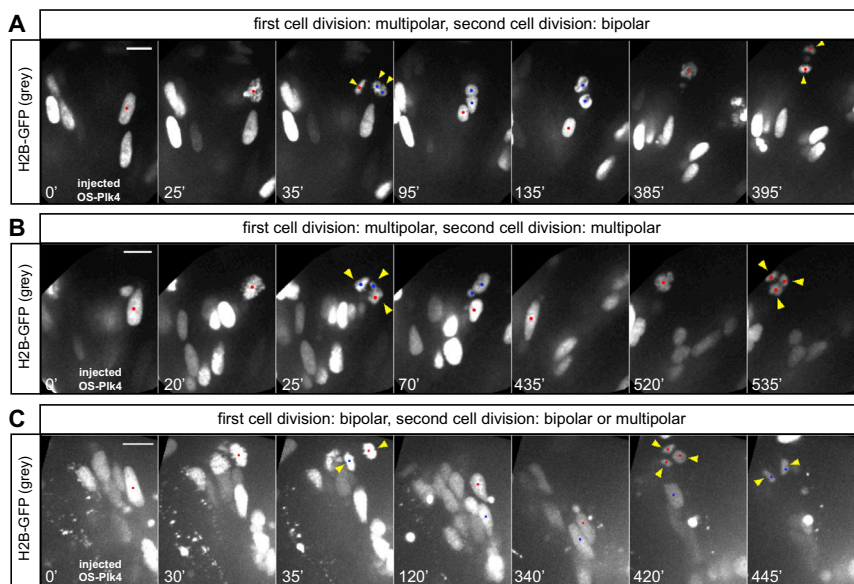 A
first cell division: multipolar, second cell division: bipolar
H2B-GFP (grey)
injected
OS-Plk4
0’ 25’ 35’ 95’ 135’ 385’ 395’
B
first cell division: multipolar, second cell division: multipolar
H2B-GFP (grey)
injected
OS-Plk4
0’ 20’ 25’ 70’ 435’ 520’ 535’
C
first cell division: bipolar, second cell division: bipolar or multipolar
H2B-GFP (grey)
injected
OS-Plk4
0’ 30’ 35’ 120’ 340’ 420’ 445’